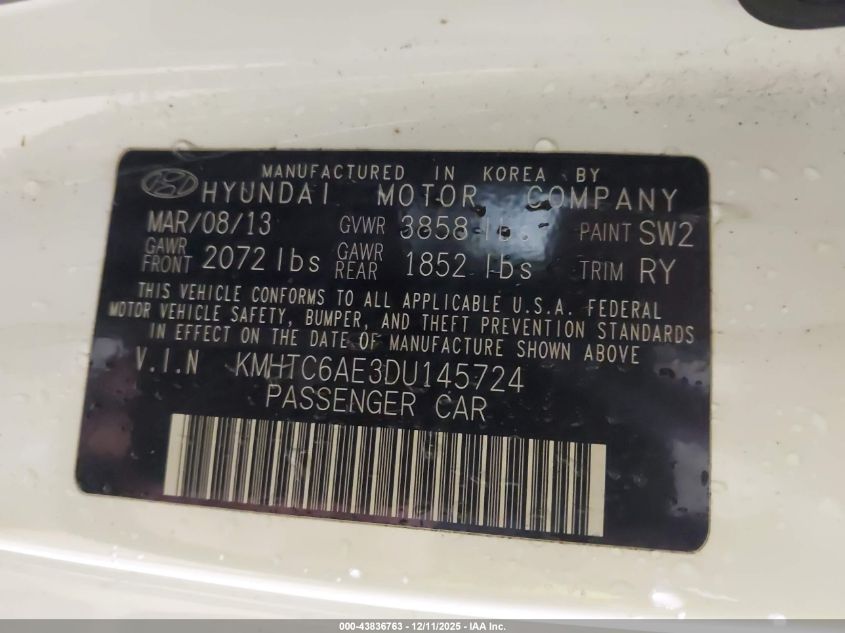 MANUFACTURED IN KOREA BY
HYUNDAI MOTOR COMPANY
MAR/08/13 GVWR 3858 lbs PAINT SW2
GAWR FRONT 2072 lbs GAWR REAR 1852 lbs TRIM RY
THIS VEHICLE CONFORMS TO ALL APPLICABLE U.S.A. FEDERAL
MOTOR VEHICLE SAFETY, BUMPER, AND THEFT PREVENTION STANDARDS
IN EFFECT ON THE DATE OF MANUFACTURE SHOWN ABOVE
V.I.N KMHTC6AE3DU145724
PASSENGER CAR
000-43836763 - 12/11/2025 - IAA Inc.